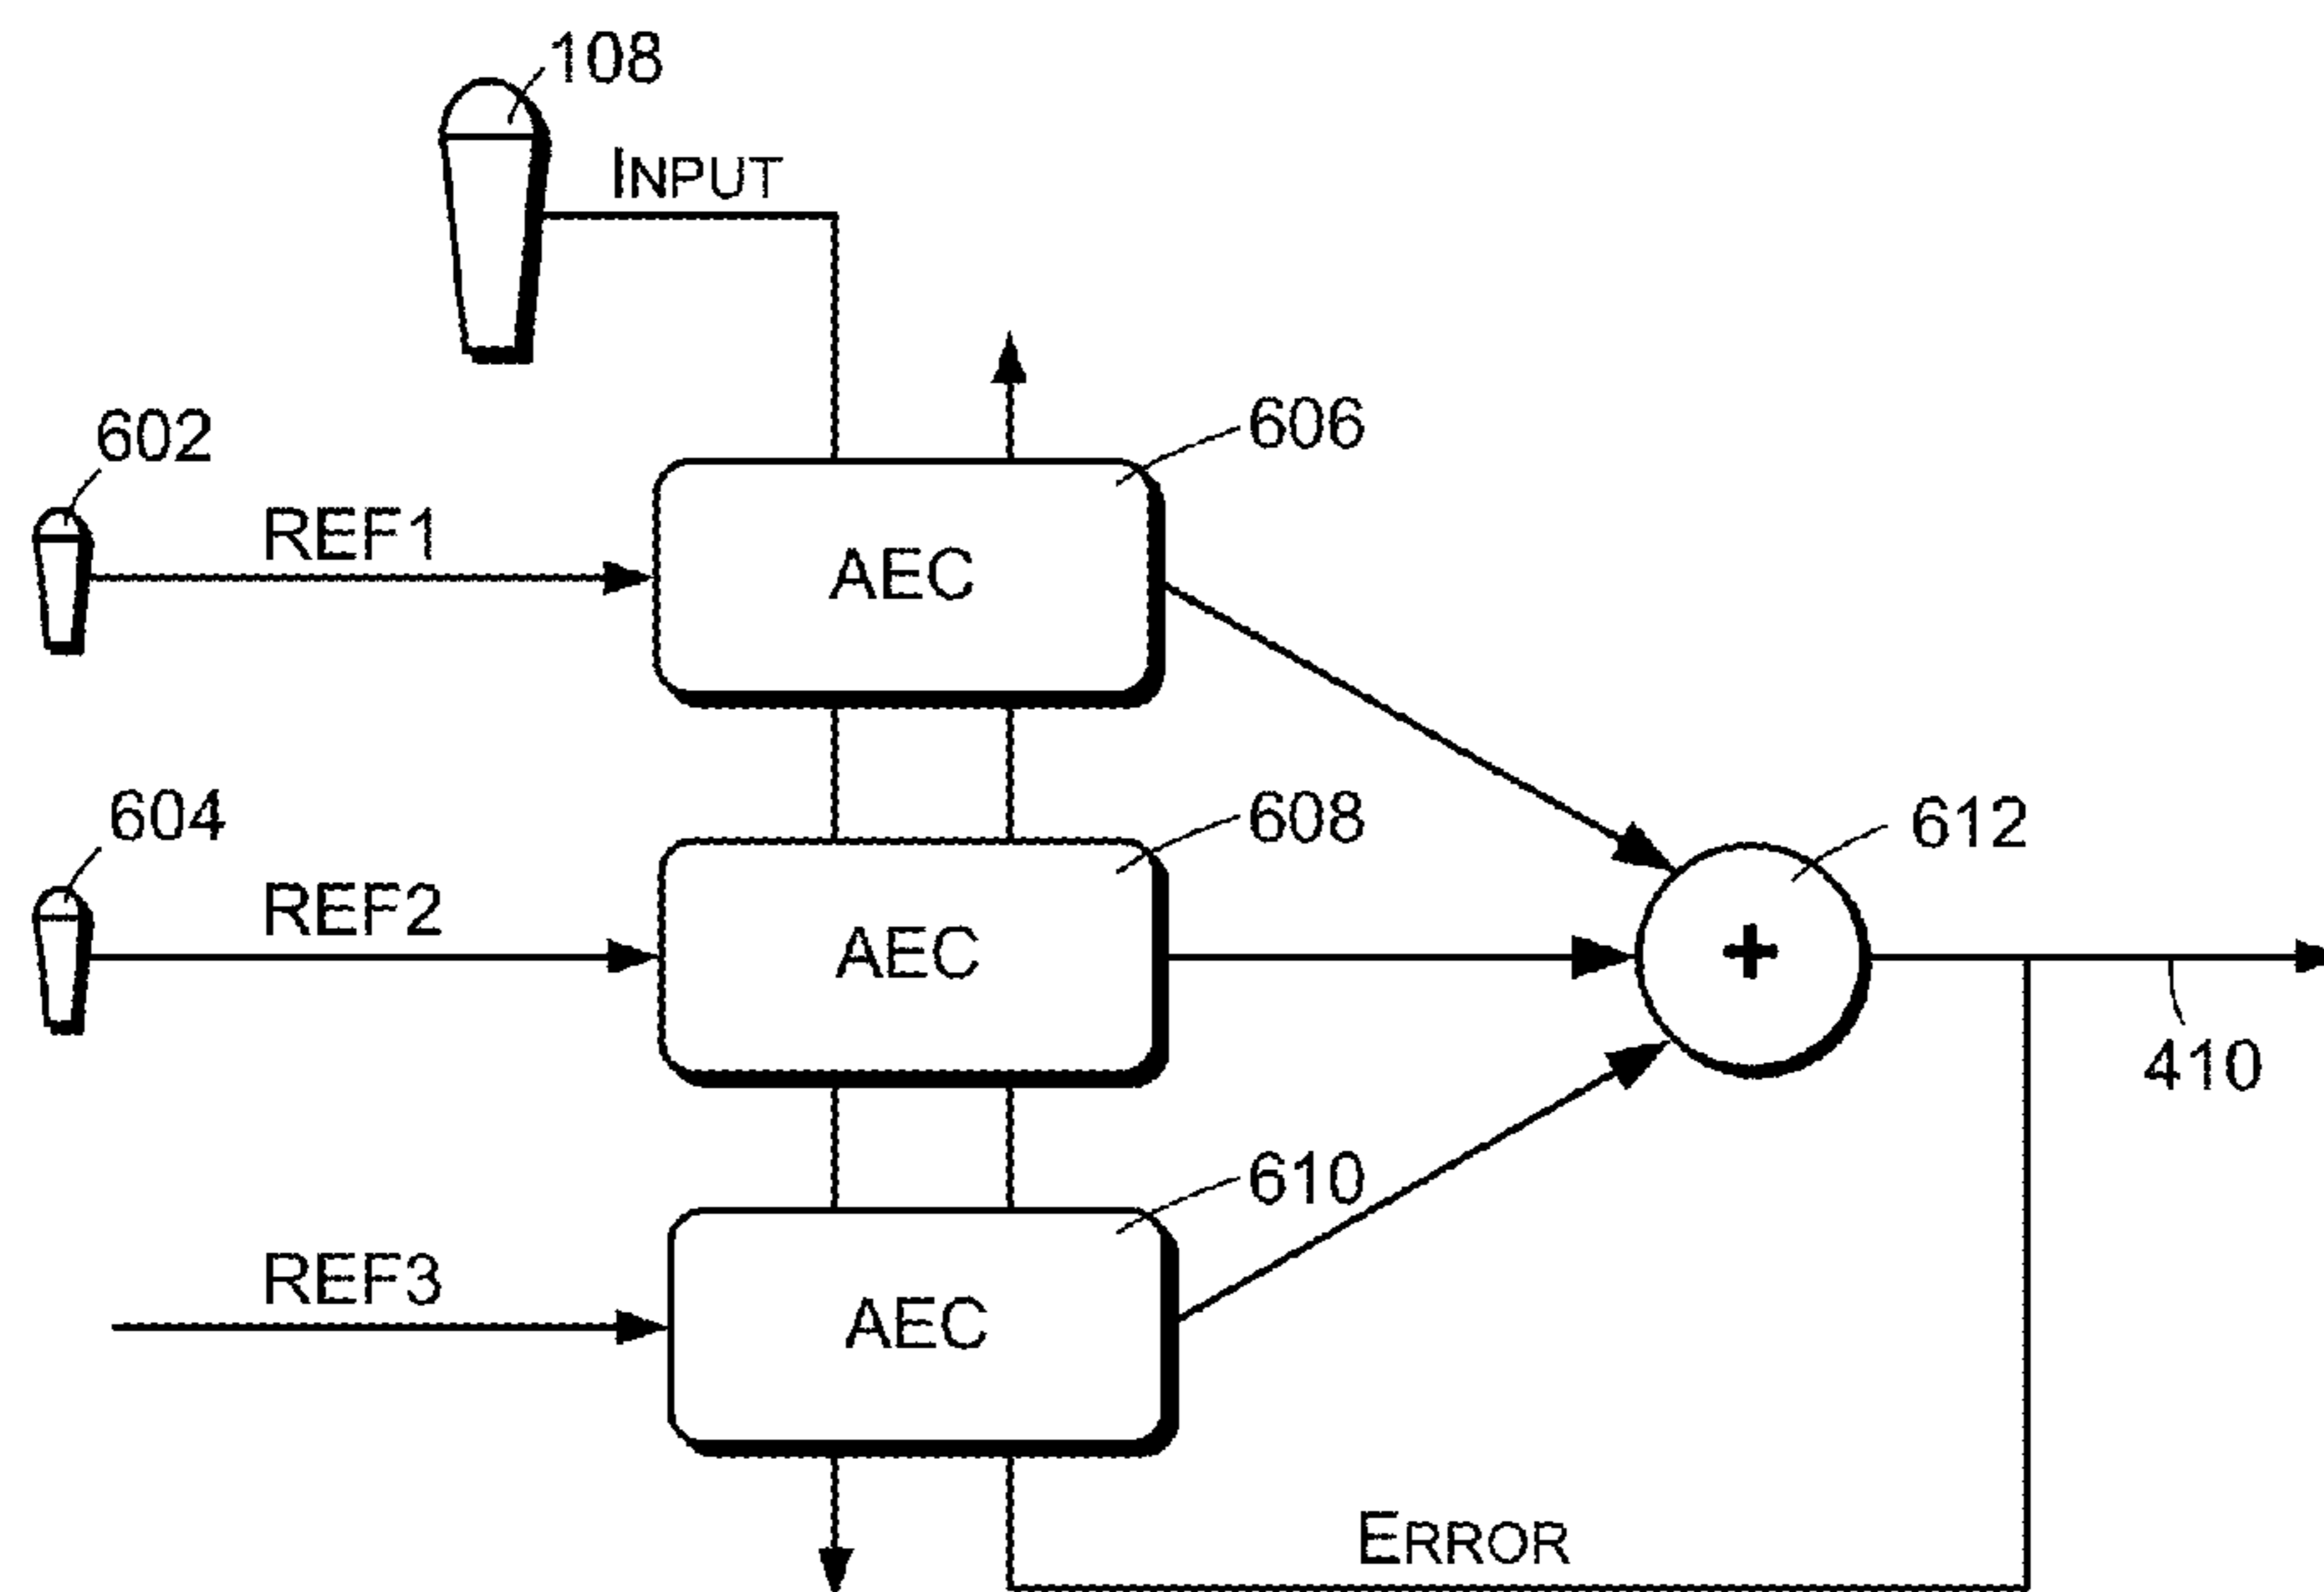 108
INPUT
602
606
REF1
AEC
604
608
612
REF2
AEC
+
410
610
REF3
AEC
ERROR